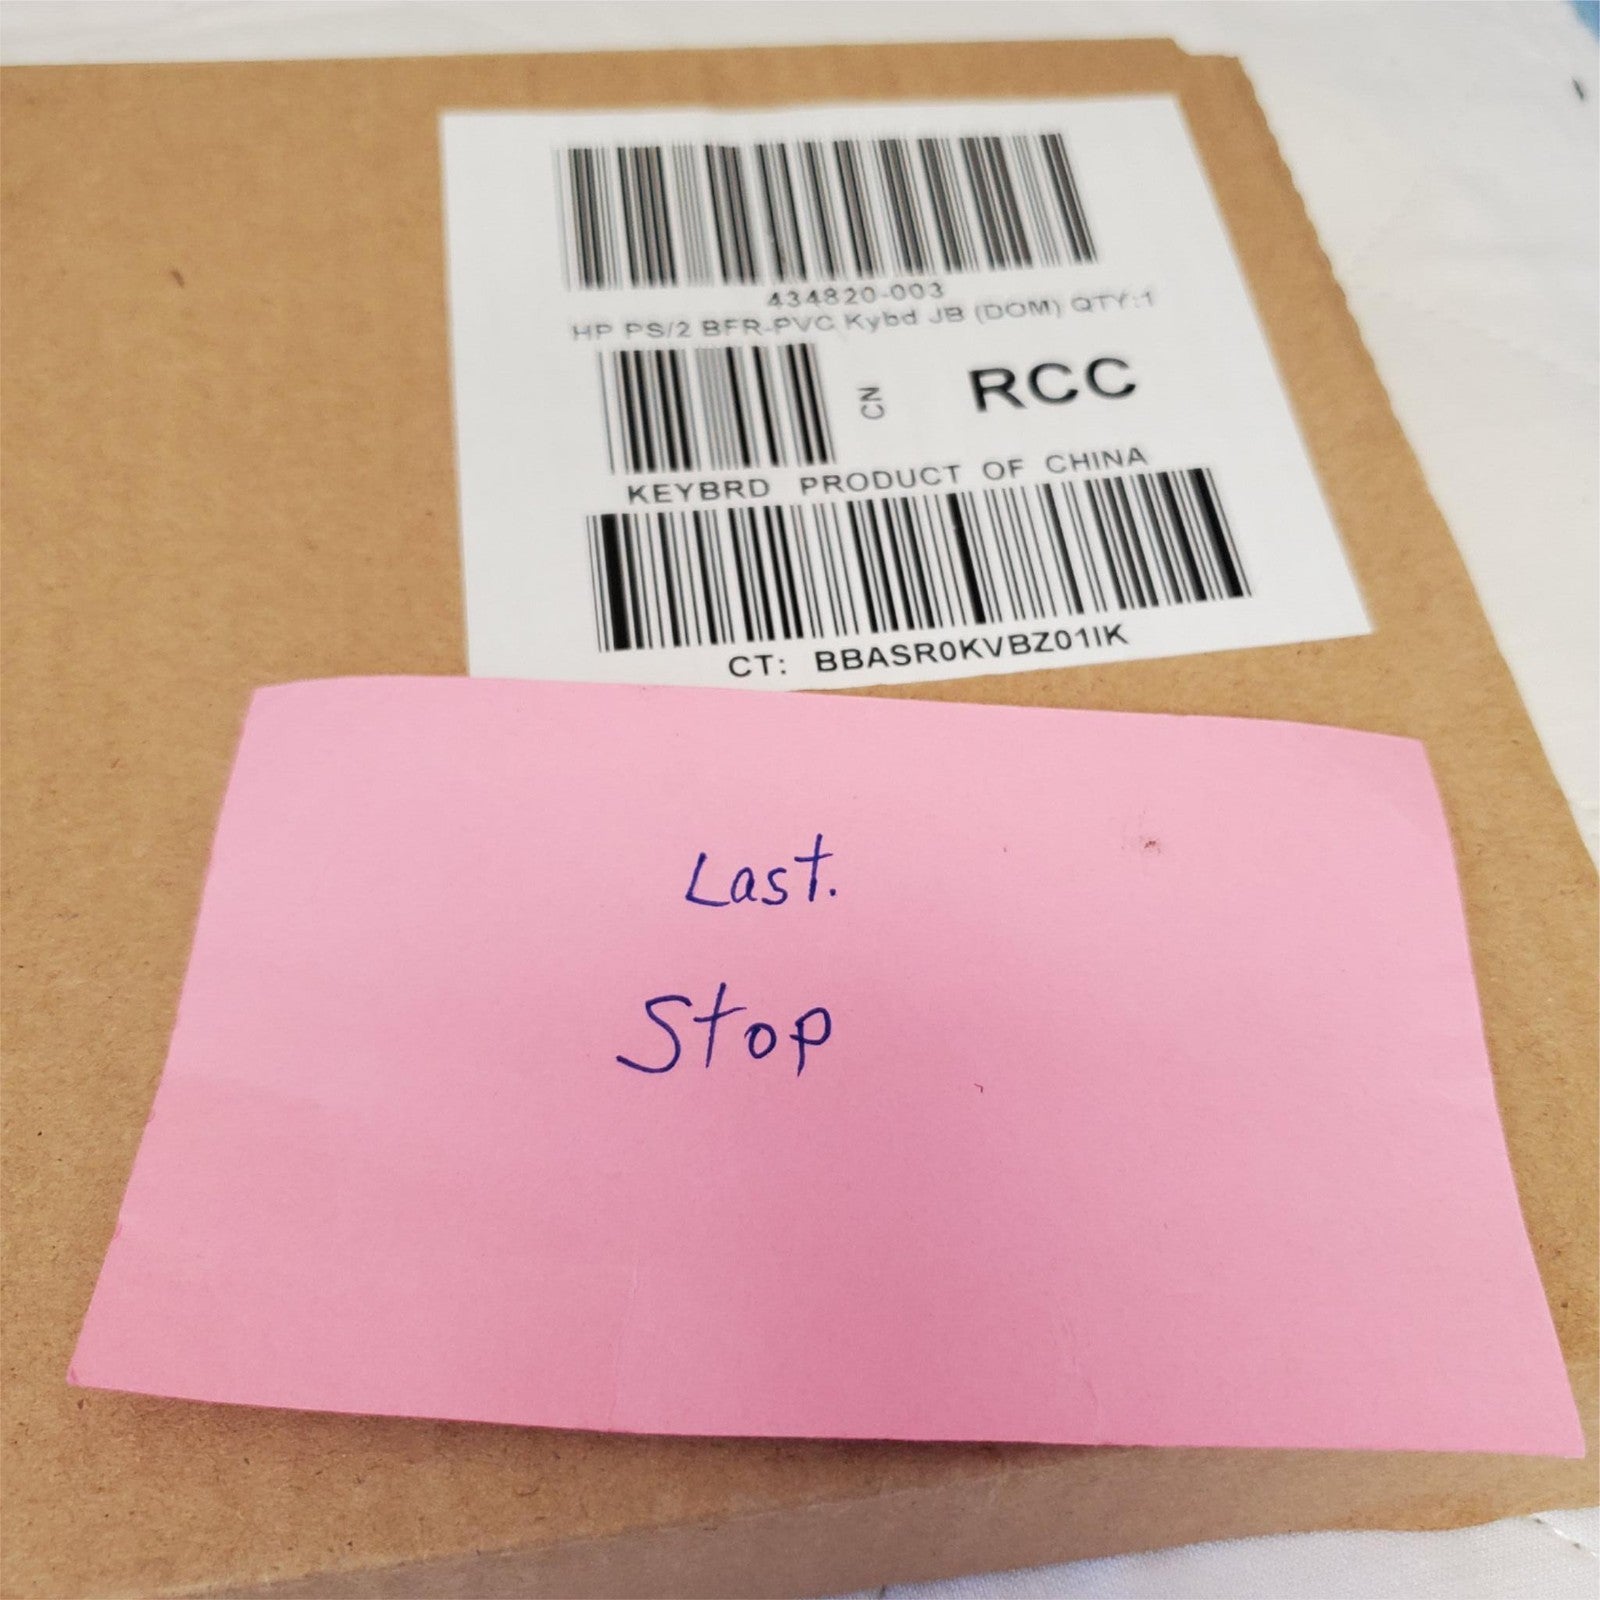 434820-003
HP PS/2 BFR-PVC Kybd JB (DOM) QTY:1
CN
RCC
KEYBRD PRODUCT OF CHINA
CT: BBASR0KVBZ01IK
Last.
Stop